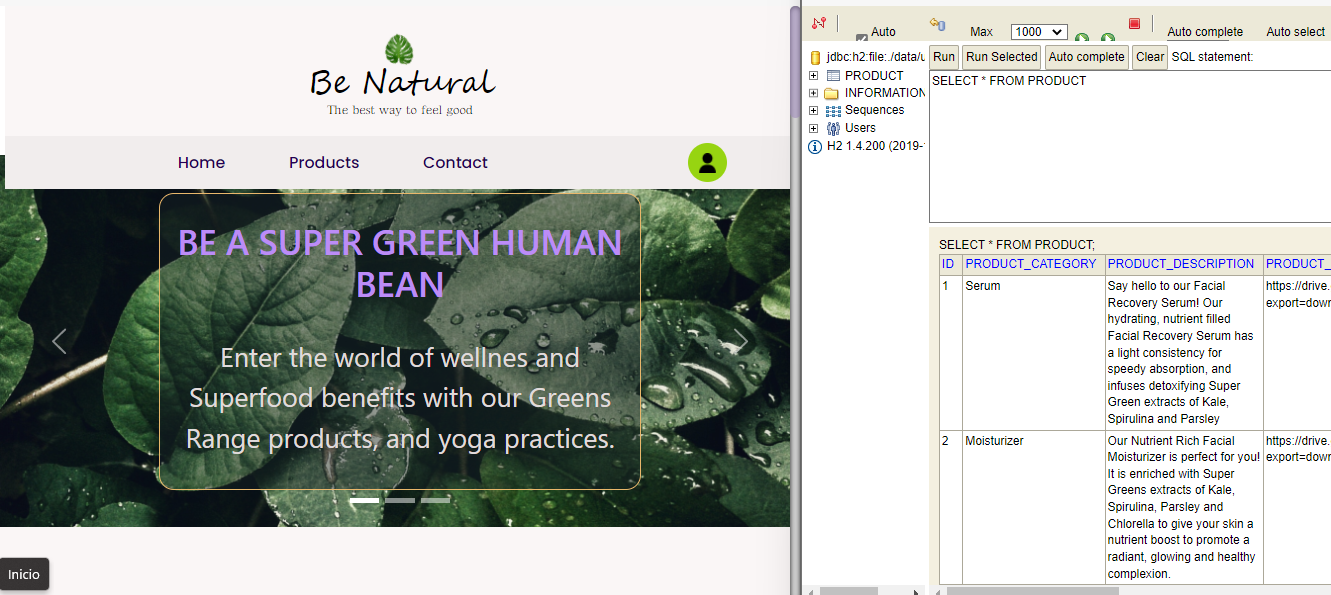 Be Natural
The best way to feel good
Home Products Contact
BE A SUPER GREEN HUMAN
BEAN
Enter the world of wellnes and
Superfood benefits with our Greens
Range products, and yoga practices.
Inicio
Auto Max 1000 Auto complete Auto select
jdbc:h2:file:./data/
PRODUCT
INFORMATION
Sequences
Users
H2 1.4.200 (2019-
Run Run Selected Auto complete Clear SQL statement:
SELECT * FROM PRODUCT
SELECT * FROM PRODUCT;
ID PRODUCT_CATEGORY PRODUCT_DESCRIPTION PRODUCT_
1 Serum Say hello to our Facial https://drive.
Recovery Serum! Our export=down
hydrating, nutrient filled
Facial Recovery Serum has
a light consistency for
speedy absorption, and
infuses detoxifying Super
Green extracts of Kale,
Spirulina and Parsley
2 Moisturizer Our Nutrient Rich Facial https://drive.
Moisturizer is perfect for you! export=down
It is enriched with Super
Greens extracts of Kale,
Spirulina, Parsley and
Chlorella to give your skin a
nutrient boost to promote a
radiant, glowing and healthy
complexion.